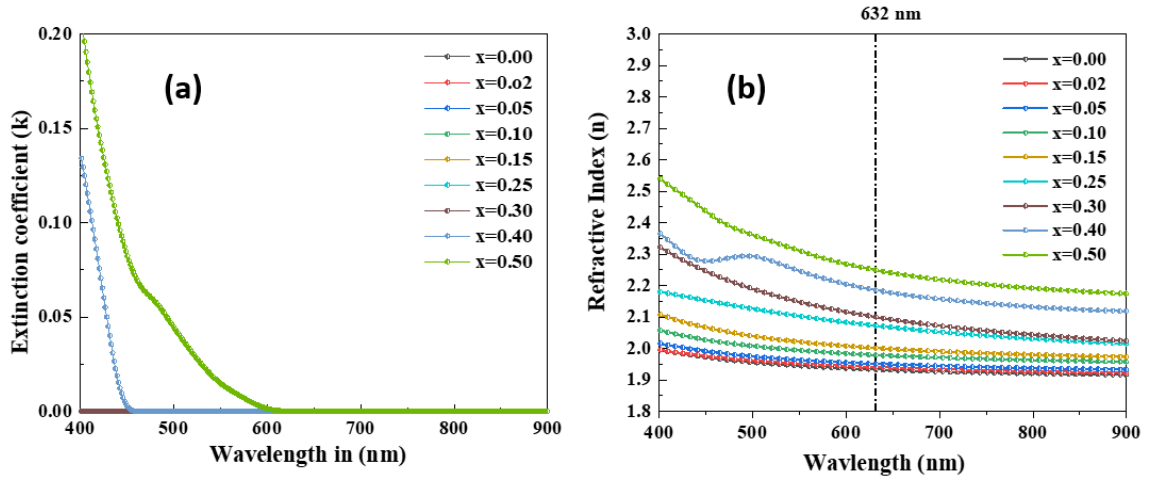 632 nm
(a)
Extinction coefficient (k)
0.20
0.15
0.10
0.05
0.00
400 500 600 700 800 900
Wavelength in (nm)
x=0.00
x=0.o2
x=0.05
x=0.10
x=0.15
x=0.25
x=0.30
x=0.40
x=0.50
(b)
Refractive Index (n)
3.0
2.9
2.8
2.7
2.6
2.5
2.4
2.3
2.2
2.1
2.0
1.9
1.8
400 500 600 700 800 900
Wavlength (nm)
x=0.00
x=0.02
x=0.05
x=0.10
x=0.15
x=0.25
x=0.30
x=0.40
x=0.50